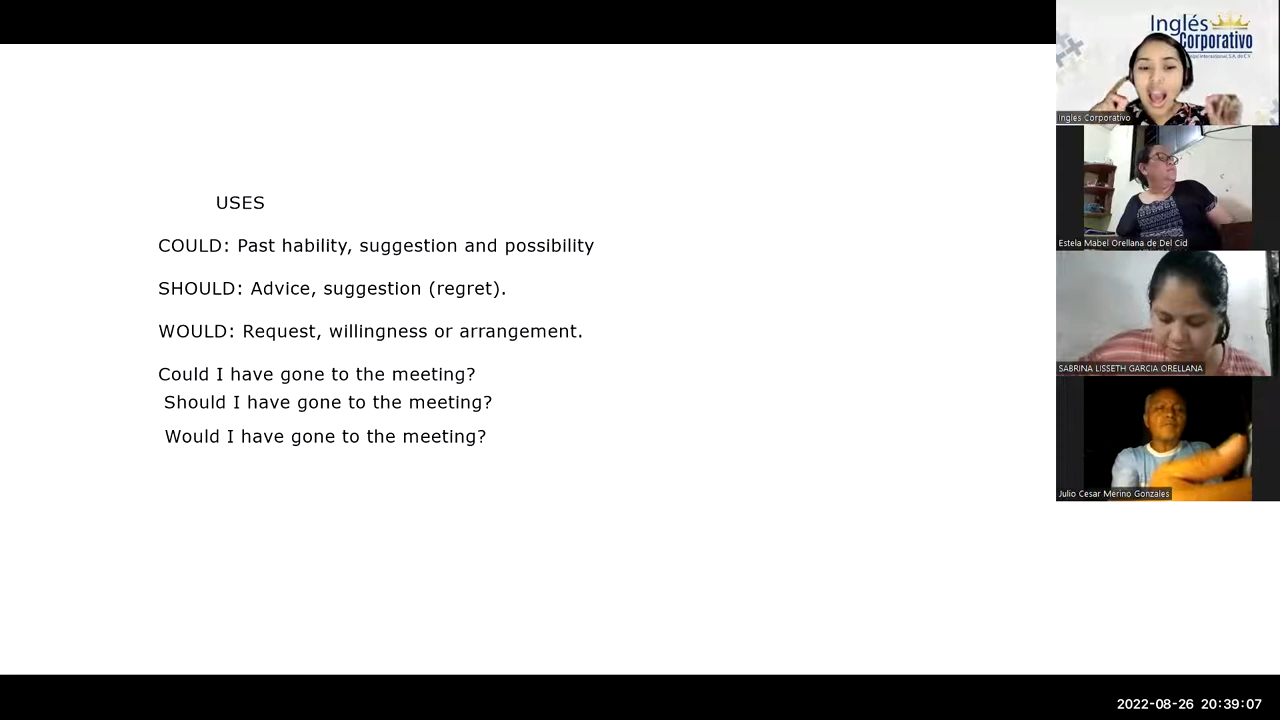 USES
COULD: Past hability, suggestion and possibility
SHOULD: Advice, suggestion (regret).
WOULD: Request, willingness or arrangement.
Could I have gone to the meeting?
Should I have gone to the meeting?
Would I have gone to the meeting?
Inglés
Corporativo
Inglés Corporativo
Estela Mabel Orellana de Del Cid
SABRINA LISSETH GARCIA ORELLANA
Julio Cesar Merino Gonzales
2022-08-26 20:39:07